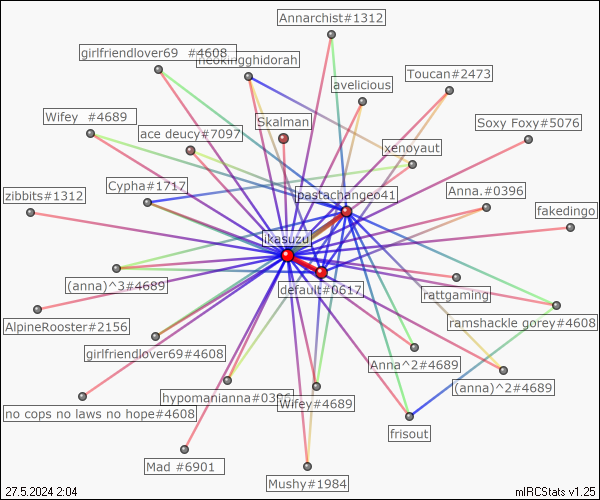 Annarchist#1312
girlfriendlover69 #4608
neokingghidorah
Toucan#2473
avelicious
Wifey #4689
Skalman
Soxy Foxy#5076
ace deucy#7097
xenoyaut
Cypha#1717
zibbits#1312
pastachangeo41
Anna.#0396
fakedingo
ikasuzu
(anna)^3#4689
default#0617
rattgaming
AlpineRooster#2156
ramshackle gorey#4608
girlfriendlover69#4608
Anna^2#4689
(anna)^2#4689
hypomanianna#0396
Wifey#4689
no cops no laws no hope#4608
frisout
Mad #6901
Mushy#1984
27.5.2024 2:04
mIRCStats v1.25